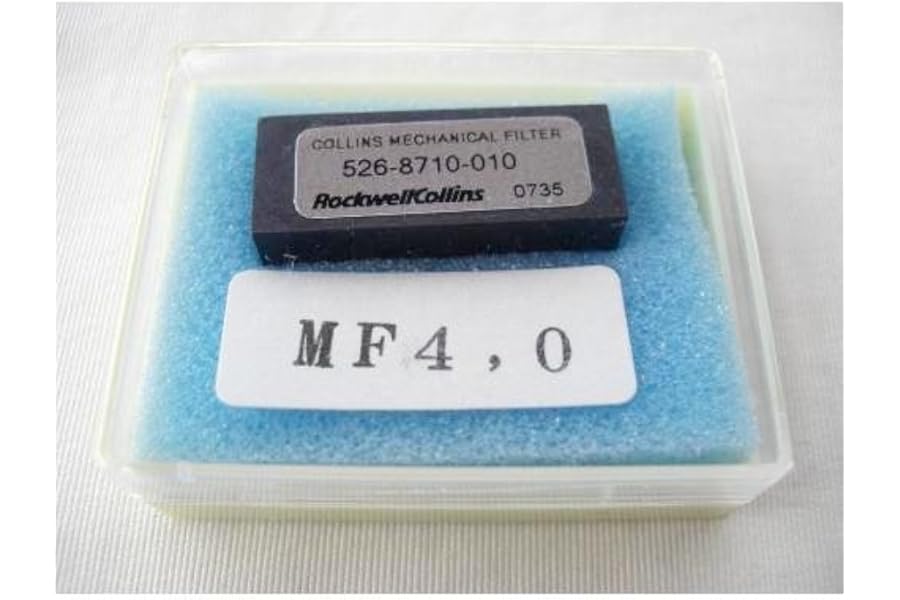 COLLINS MECHANICAL FILTER
526-8710-010
RockwellCollins 0735
MF4,0